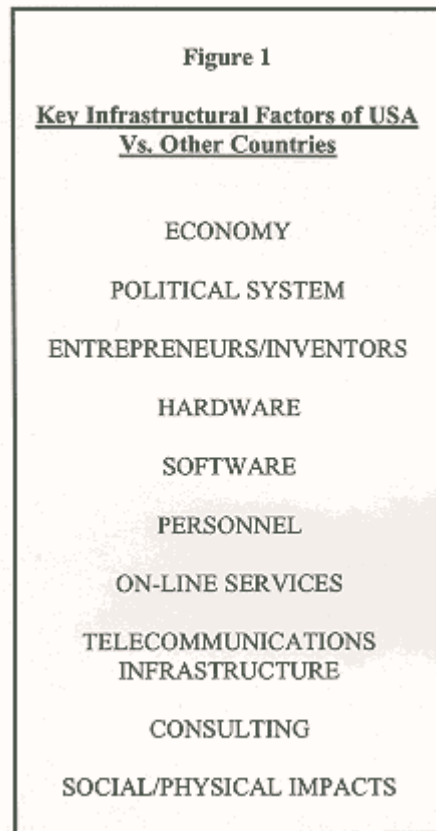 Figure 1
Key Infrastructural Factors of USA
Vs. Other Countries
ECONOMY
POLITICAL SYSTEM
ENTREPRENEURS/INVENTORS
HARDWARE
SOFTWARE
PERSONNEL
ON-LINE SERVICES
TELECOMMUNICATIONS
INFRASTRUCTURE
CONSULTING
SOCIAL/PHYSICAL IMPACTS